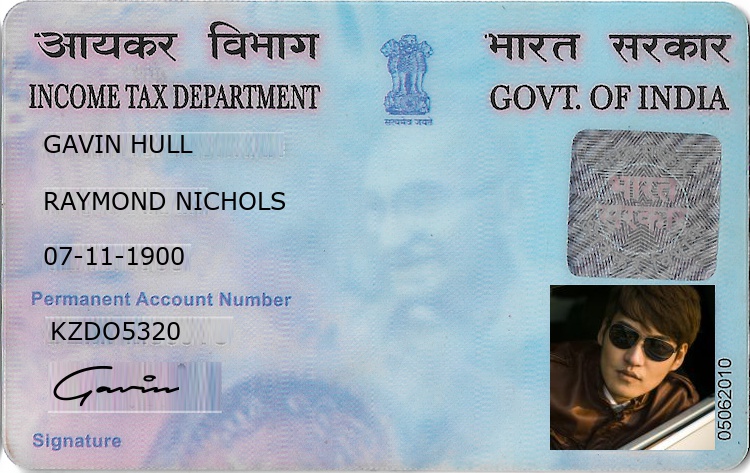 आयकर विभाग
भारत सरकार
INCOME TAX DEPARTMENT
GOVT. OF INDIA
सत्यमेव जयते
GAVIN HULL
भारत सरकार
RAYMOND NICHOLS
07-11-1900
Permanent Account Number
KZDO5320
Gavin
Signature
05062010